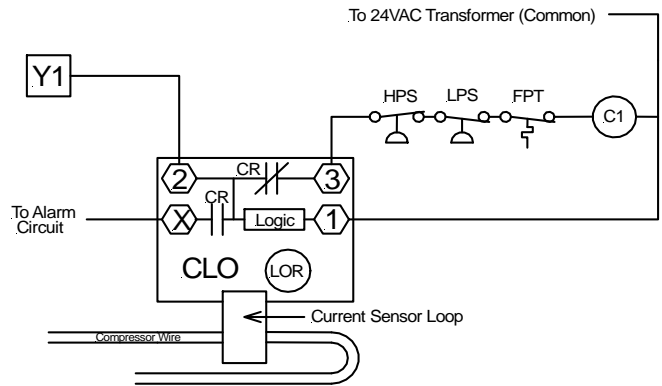 To 24VAC Transformer (Common)
Y1
HPS
LPS
FPT
C1
2
CR
3
To Alarm
Circuit
X
CR
Logic
1
CLO
LOR
Current Sensor Loop
Compressor Wire